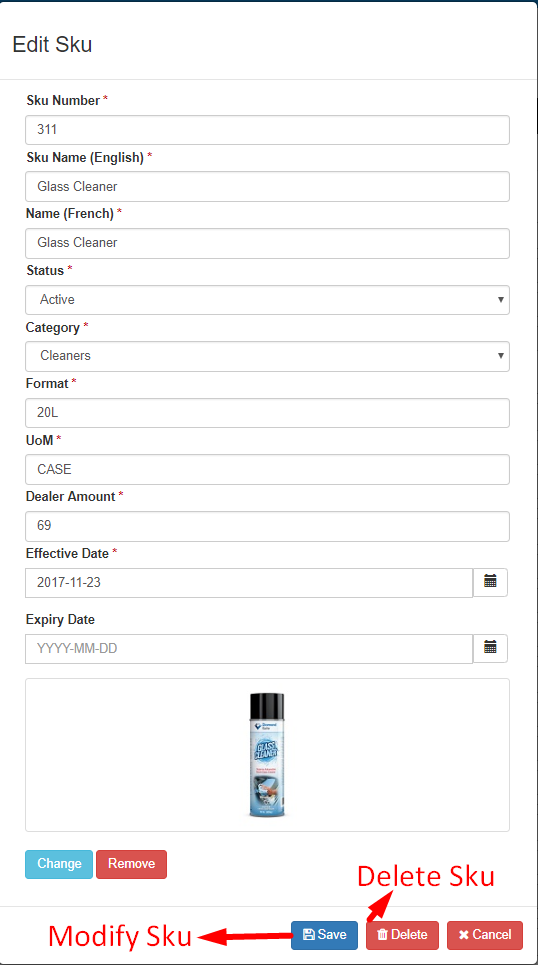 Edit Sku
Sku Number *
311
Sku Name (English) *
Glass Cleaner
Name (French) *
Glass Cleaner
Status *
Active
Category *
Cleaners
Format *
20L
UoM *
CASE
Dealer Amount *
69
Effective Date *
2017-11-23
Expiry Date
YYYY-MM-DD
GLASS
CLEANER
Change Remove
Delete Sku
Modify Sku
Save Delete Cancel